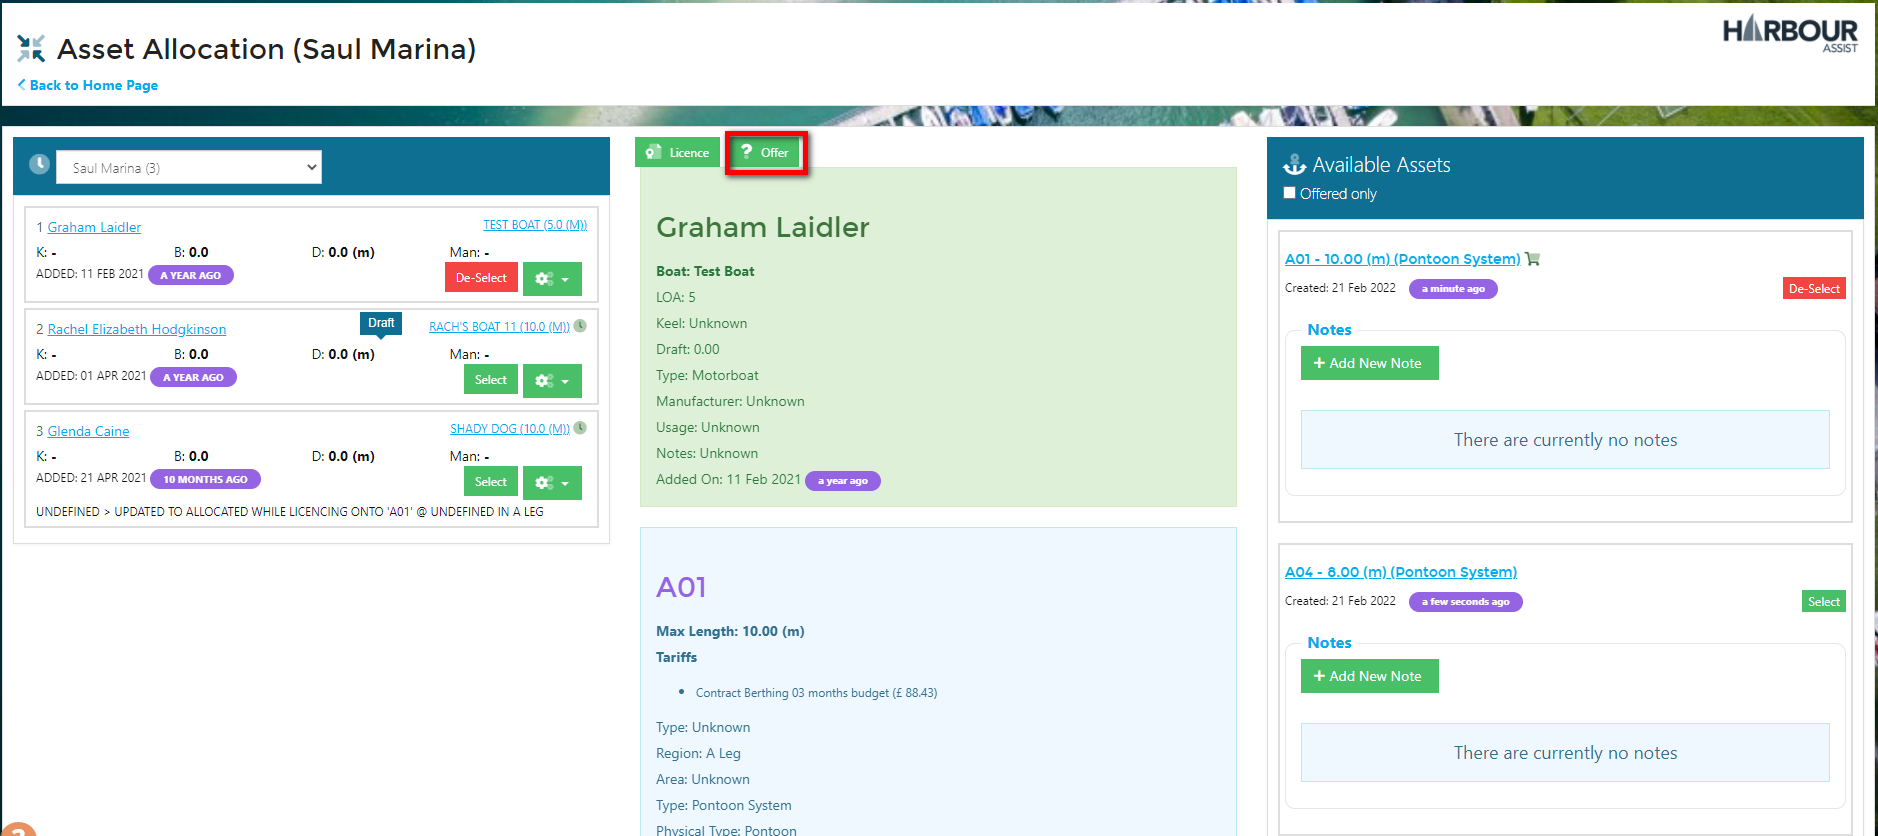 Asset Allocation (Saul Marina)
Back to Home Page
HARBOUR
ASSIST
Saul Marina (3)
1 Graham Laidler
TEST BOAT (5.0 (M))
K: -
B: 0.0
D: 0.0 (m)
Man: -
ADDED: 11 FEB 2021
A YEAR AGO
De-Select
2 Rachel Elizabeth Hodgkinson
Draft
RACH'S BOAT 11 (10.0 (M))
K: -
B: 0.0
D: 0.0 (m)
Man: -
ADDED: 01 APR 2021
A YEAR AGO
Select
3 Glenda Caine
SHADY DOG (10.0 (M))
K: -
B: 0.0
D: 0.0 (m)
Man: -
ADDED: 21 APR 2021
10 MONTHS AGO
Select
UNDEFINED > UPDATED TO ALLOCATED WHILE LICENCING ONTO 'A01' @ UNDEFINED IN A LEG
Licence
? Offer
Graham Laidler
Boat: Test Boat
LOA: 5
Keel: Unknown
Draft: 0.00
Type: Motorboat
Manufacturer: Unknown
Usage: Unknown
Notes: Unknown
Added On: 11 Feb 2021 a year ago
A01
Max Length: 10.00 (m)
Tariffs
• Contract Berthing 03 months budget (£ 88.43)
Type: Unknown
Region: A Leg
Area: Unknown
Type: Pontoon System
Physical Type: Pontoon
Available Assets
Offered only
A01 - 10.00 (m) (Pontoon System)
Created: 21 Feb 2022
a minute ago
De-Select
Notes
+ Add New Note
There are currently no notes
A04 - 8.00 (m) (Pontoon System)
Created: 21 Feb 2022
a few seconds ago
Select
Notes
+ Add New Note
There are currently no notes